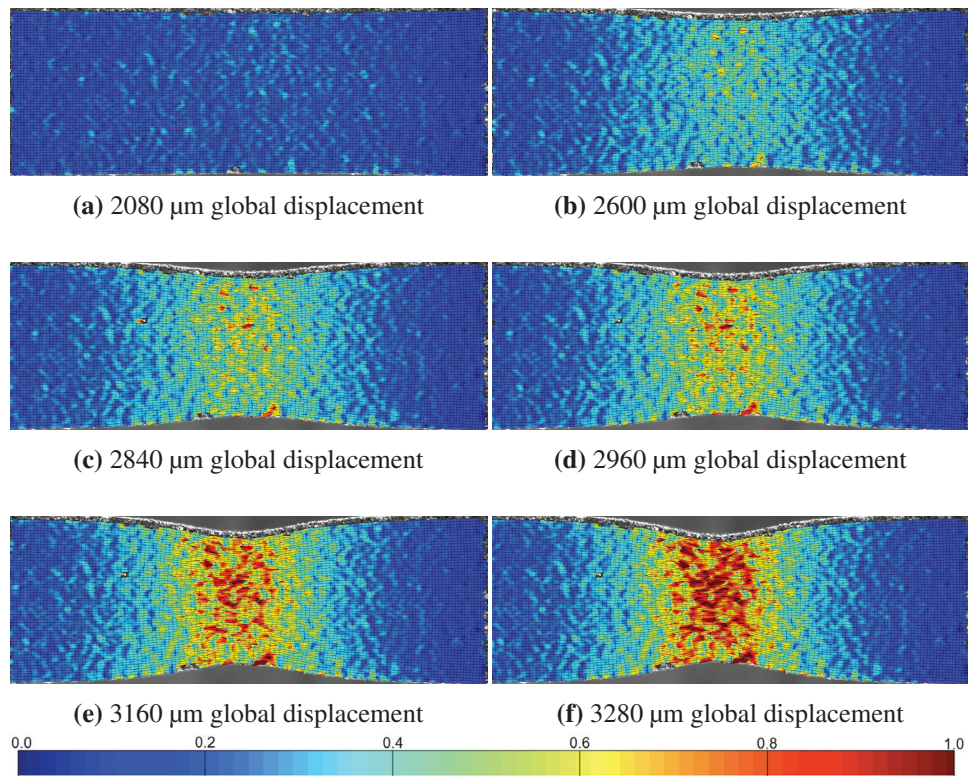 (a) 2080 µm global displacement
(b) 2600 µm global displacement
(c) 2840 µm global displacement
(d) 2960 µm global displacement
(e) 3160 µm global displacement
(f) 3280 µm global displacement
0.0 0.2 0.4 0.6 0.8 1.0